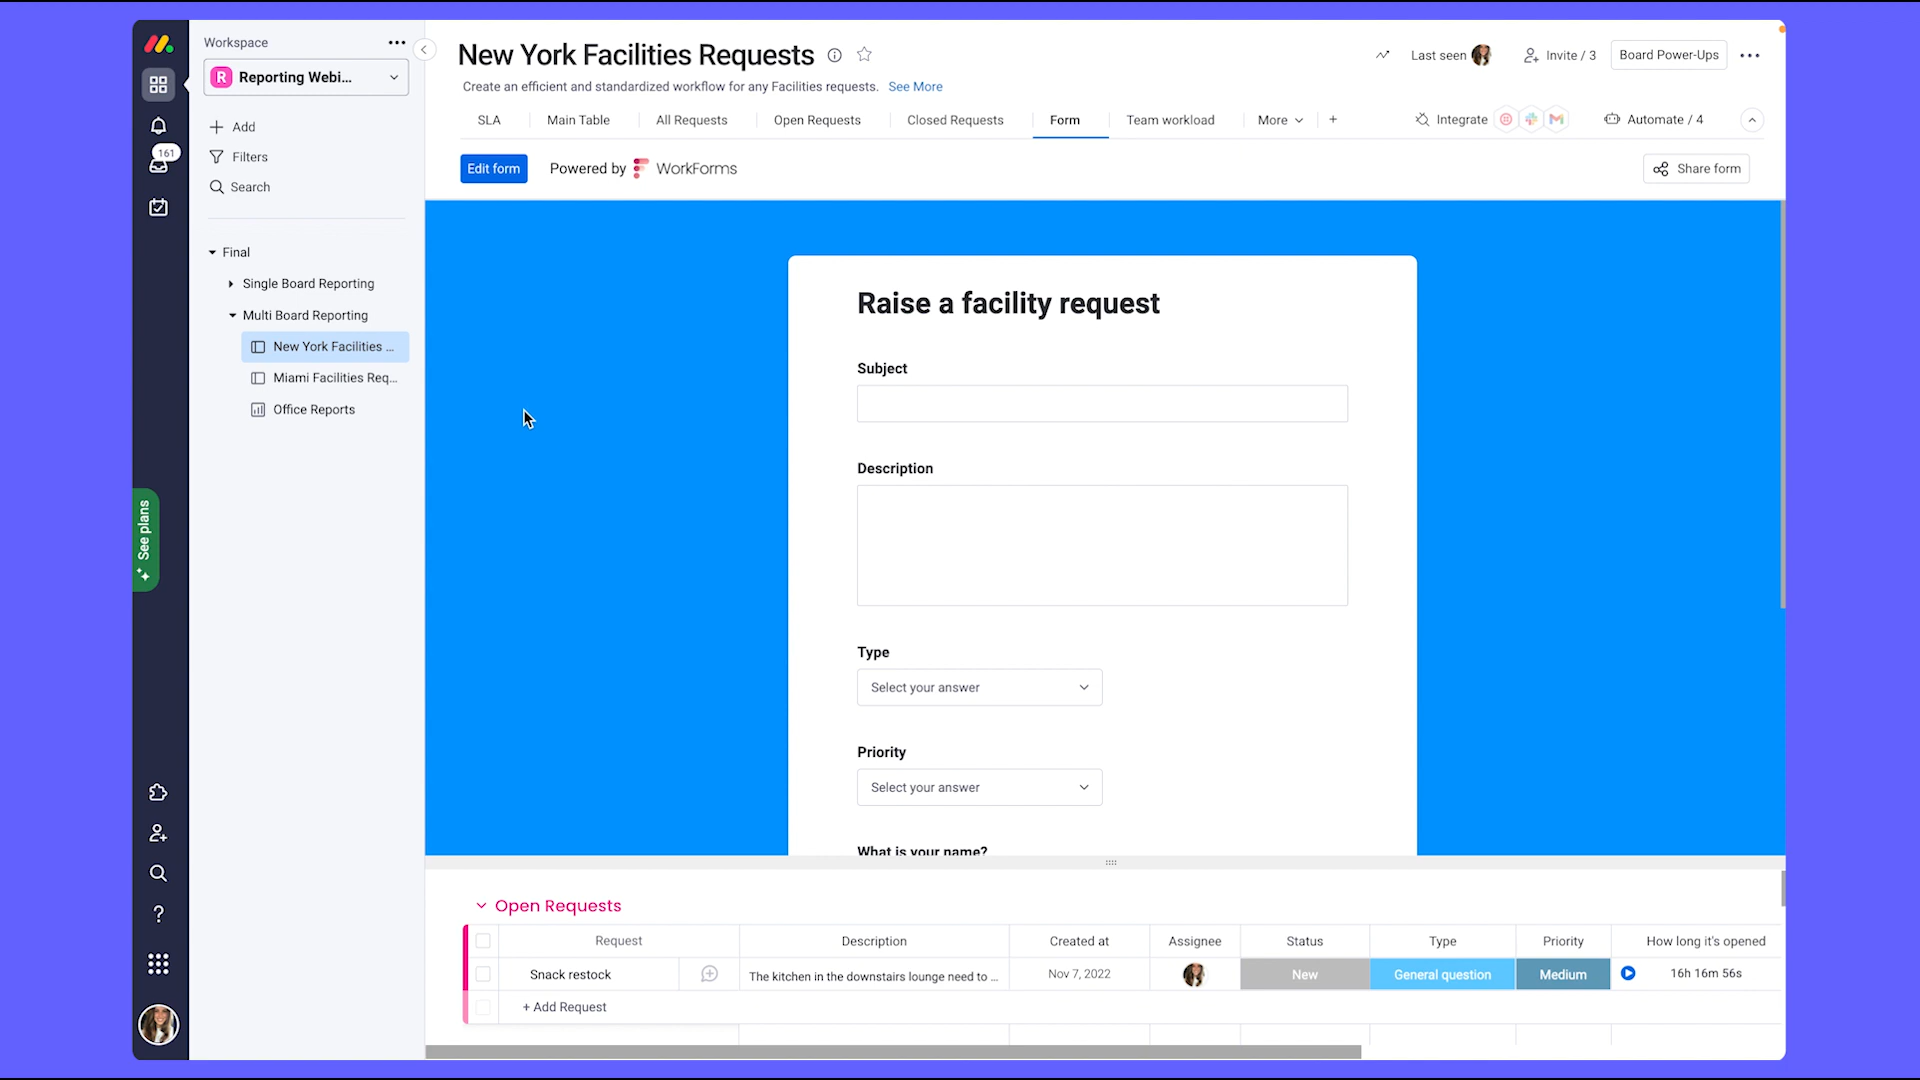 Workspace
R Reporting Webi...
Add
Filters
Search
Final
Single Board Reporting
Multi Board Reporting
New York Facilities ...
Miami Facilities Req...
Office Reports
161
See plans
?
New York Facilities Requests
Last seen
Invite / 3
Board Power-Ups
Create an efficient and standardized workflow for any Facilities requests. See More
SLA
Main Table
All Requests
Open Requests
Closed Requests
Form
Team workload
More
+
Integrate
Automate / 4
Edit form
Powered by WorkForms
Share form
Raise a facility request
Subject
Description
Type
Select your answer
Priority
Select your answer
What is your name?
Open Requests
Request
Description
Created at
Assignee
Status
Type
Priority
How long it's opened
Snack restock
The kitchen in the downstairs lounge need to ...
Nov 7, 2022
New
General question
Medium
16h 16m 56s
+ Add Request